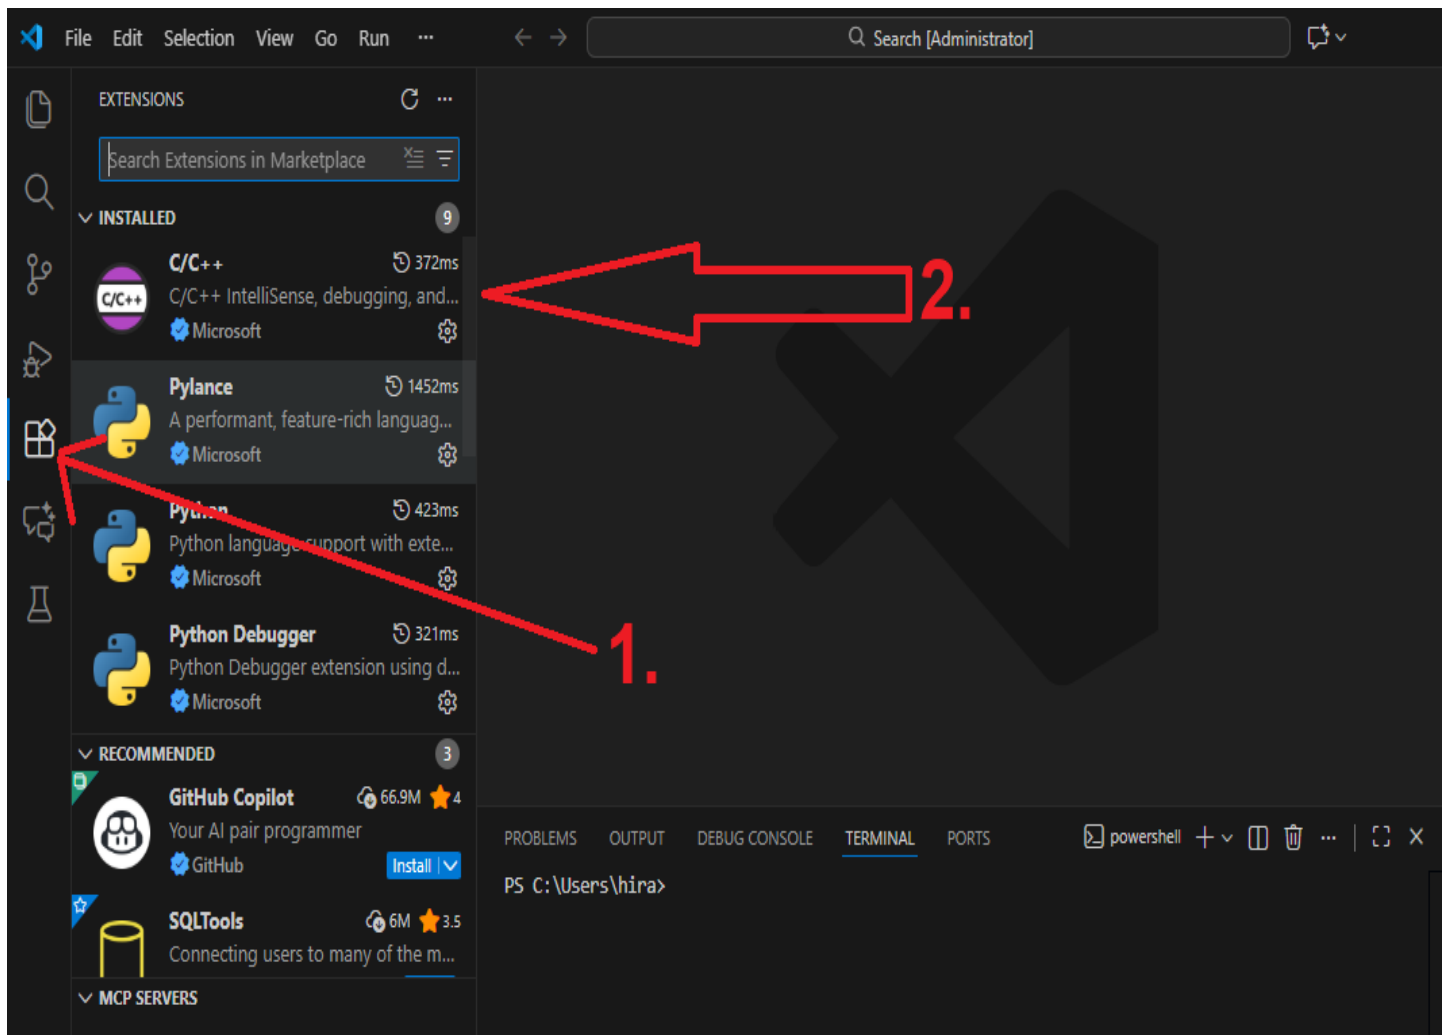 File Edit Selection View Go Run ...
Search [Administrator]
EXTENSIONS
Search Extensions in Marketplace
INSTALLED 9
C/C++ 372ms
C/C++
C/C++ IntelliSense, debugging, and...
Microsoft
2.
Pylance 1452ms
A performant, feature-rich languag...
Microsoft
Python 423ms
Python language support with exte...
Microsoft
1.
Python Debugger 321ms
Python Debugger extension using d...
Microsoft
RECOMMENDED 3
GitHub Copilot 66.9M 4
Your AI pair programmer
GitHub Install
SQLTools 6M 3.5
Connecting users to many of the m...
MCP SERVERS
PROBLEMS OUTPUT DEBUG CONSOLE TERMINAL PORTS powershell
PS C:\Users\hira>